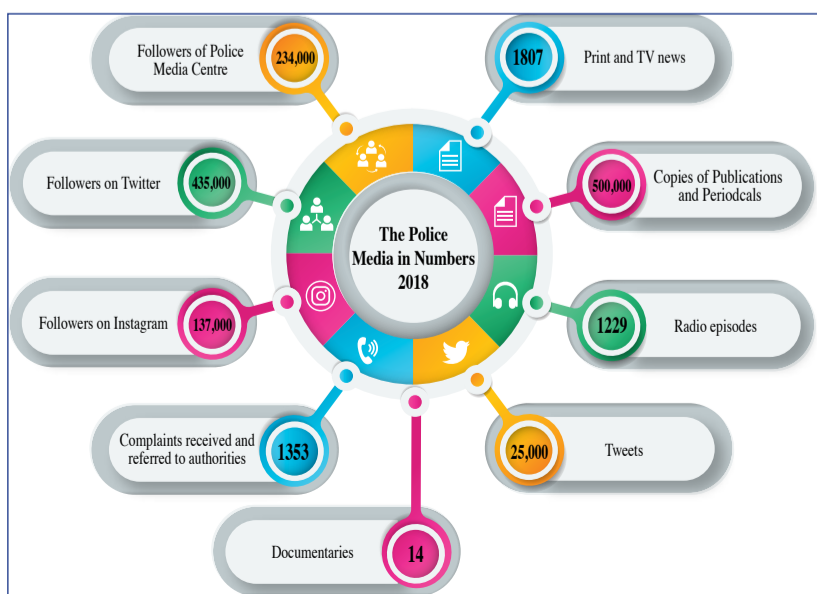 The Police
Media in Numbers
2018
Followers of Police
Media Centre
234,000
1807
Print and TV news
Followers on Twitter
435,000
500,000
Copies of Publications
and Periodcals
Followers on Instagram
137,000
1229
Radio episodes
Complaints received and
referred to authorities
1353
25,000
Tweets
Documentaries
14